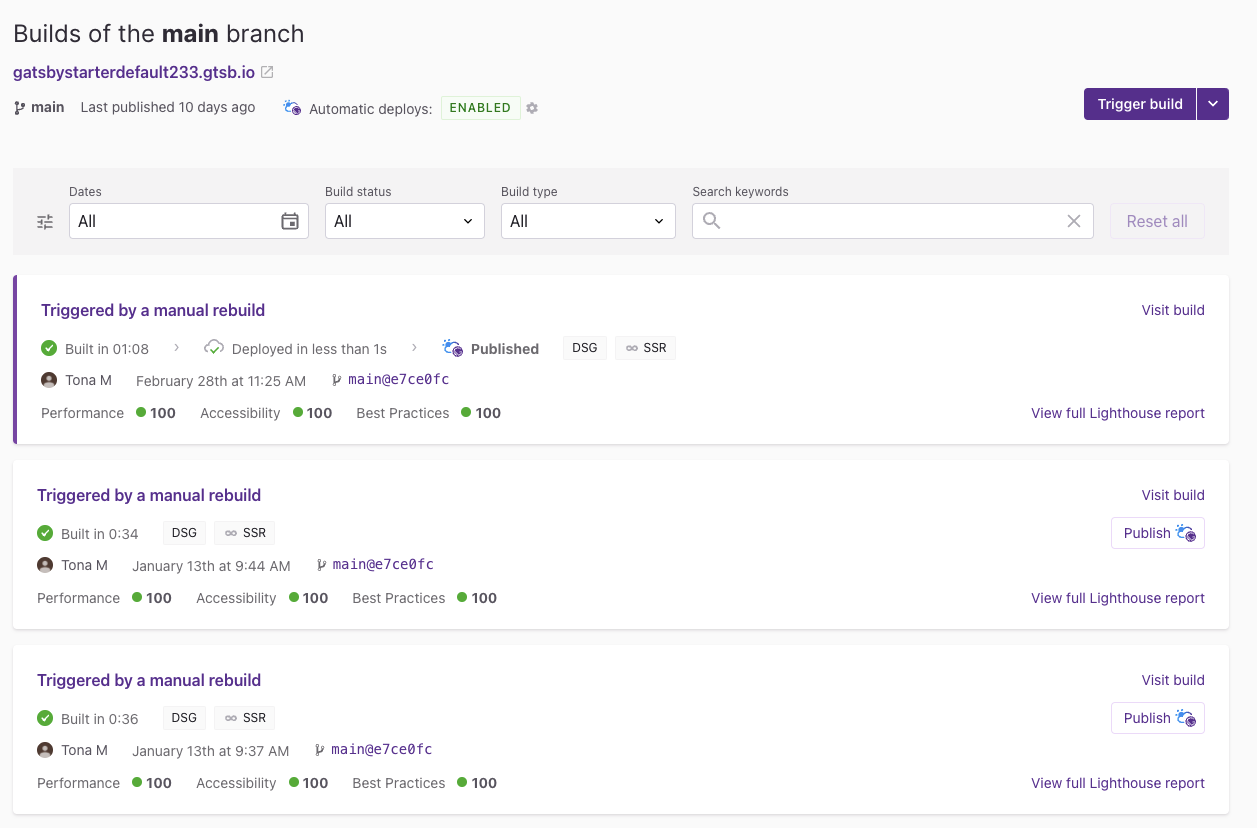 Builds of the main branch
gatsbystarterdefault233.gtsb.io
main Last published 10 days ago Automatic deploys: ENABLED
Trigger build
Dates Build status Build type Search keywords
All All All Reset all
Triggered by a manual rebuild Visit build
Built in 01:08 Deployed in less than 1s Published DSG SSR
Tona M February 28th at 11:25 AM main@e7ce0fc
Performance 100 Accessibility 100 Best Practices 100 View full Lighthouse report
Triggered by a manual rebuild Visit build
Built in 0:34 DSG SSR Publish
Tona M January 13th at 9:44 AM main@e7ce0fc
Performance 100 Accessibility 100 Best Practices 100 View full Lighthouse report
Triggered by a manual rebuild Visit build
Built in 0:36 DSG SSR Publish
Tona M January 13th at 9:37 AM main@e7ce0fc
Performance 100 Accessibility 100 Best Practices 100 View full Lighthouse report